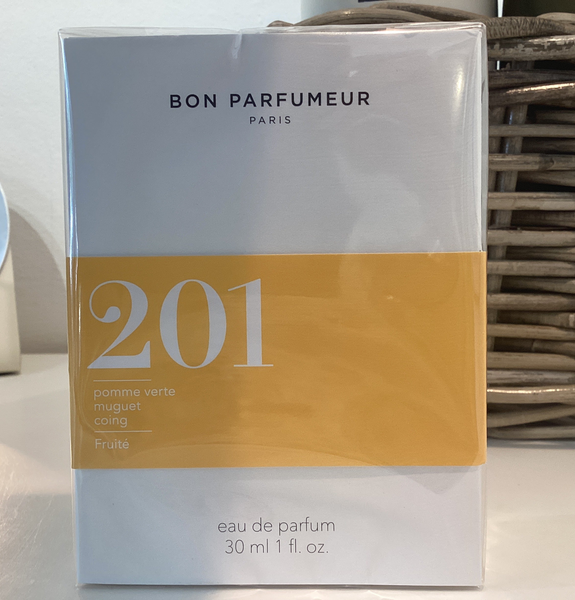 BON PARFUMEUR
PARIS
201
pomme verte
muguet
coing
Fruité
eau de parfum
30 ml 1 fl. oz.